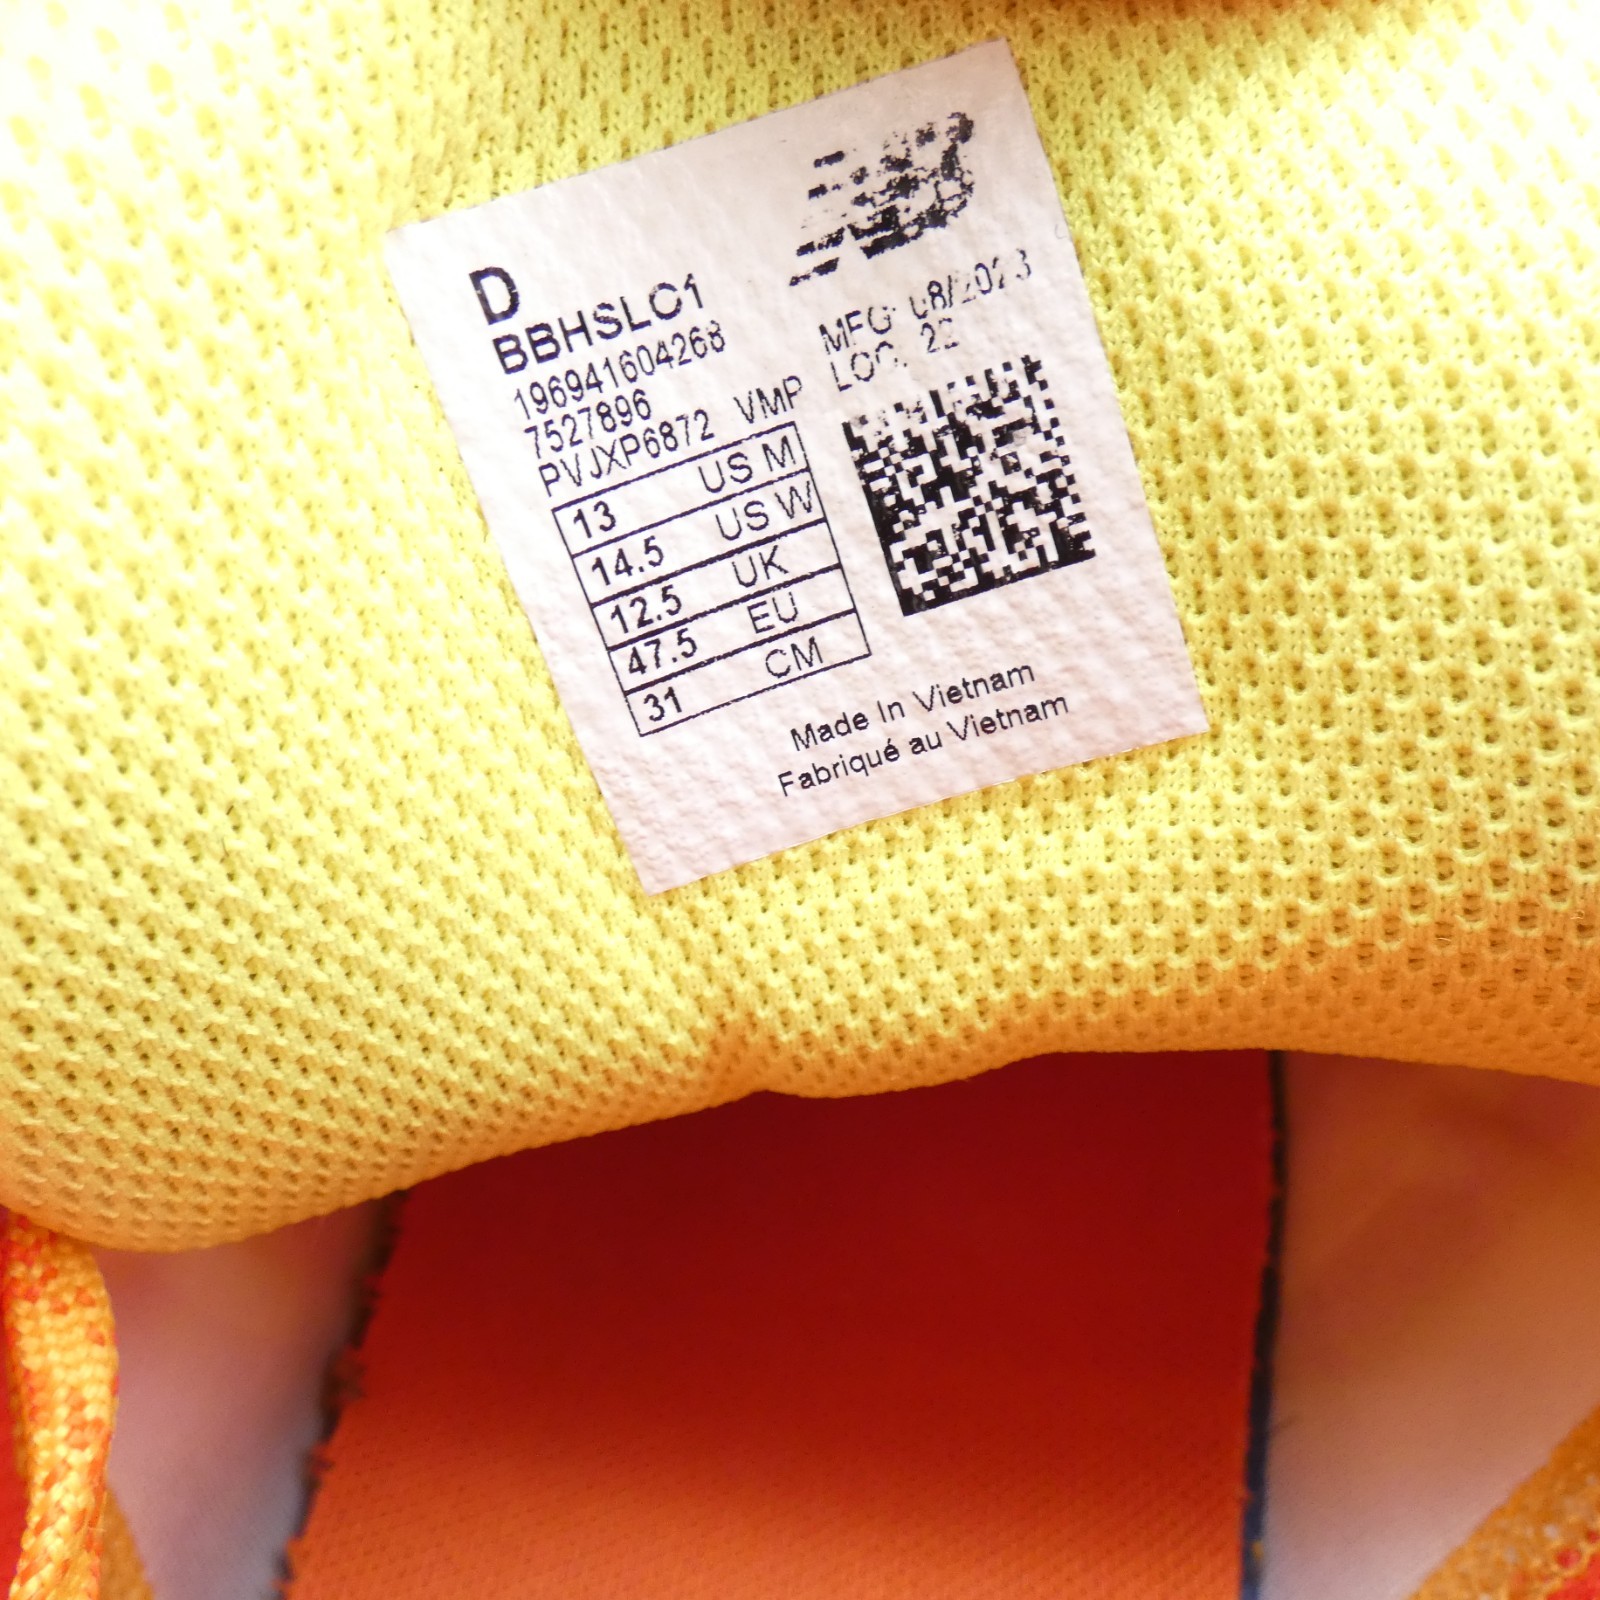 NB
D
BBHSLC1
196941604268
7527896
PVJXP6872 VMP
MFG 08/2023
LOC. 22
13 US M
14.5 US W
12.5 UK
47.5 EU
31 CM
Made In Vietnam
Fabriqué au Vietnam